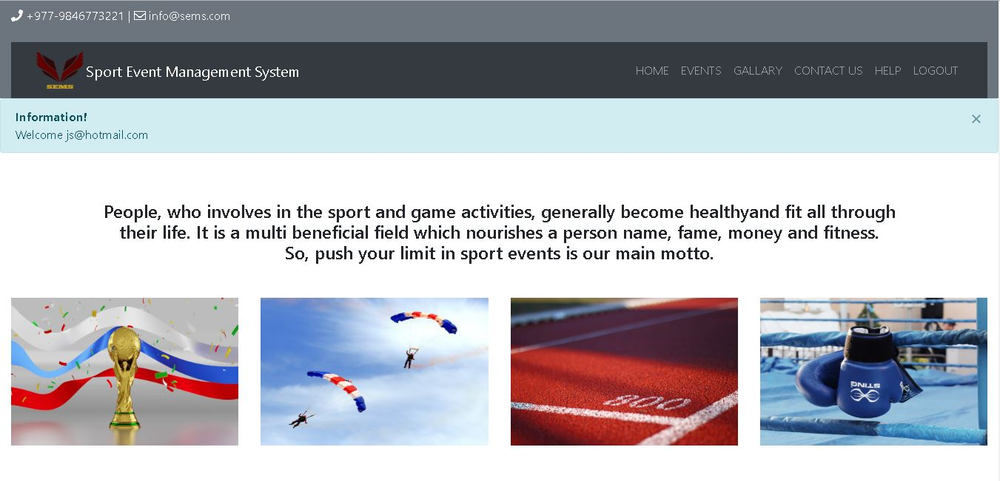 +977-9846773221 | info@sems.com
SEMS
Sport Event Management System
HOME EVENTS GALLARY CONTACT US HELP LOGOUT
Information!
×
Welcome js@hotmail.com
People, who involves in the sport and game activities, generally become healthyand fit all through
their life. It is a multi beneficial field which nourishes a person name, fame, money and fitness.
So, push your limit in sport events is our main motto.
800
STING